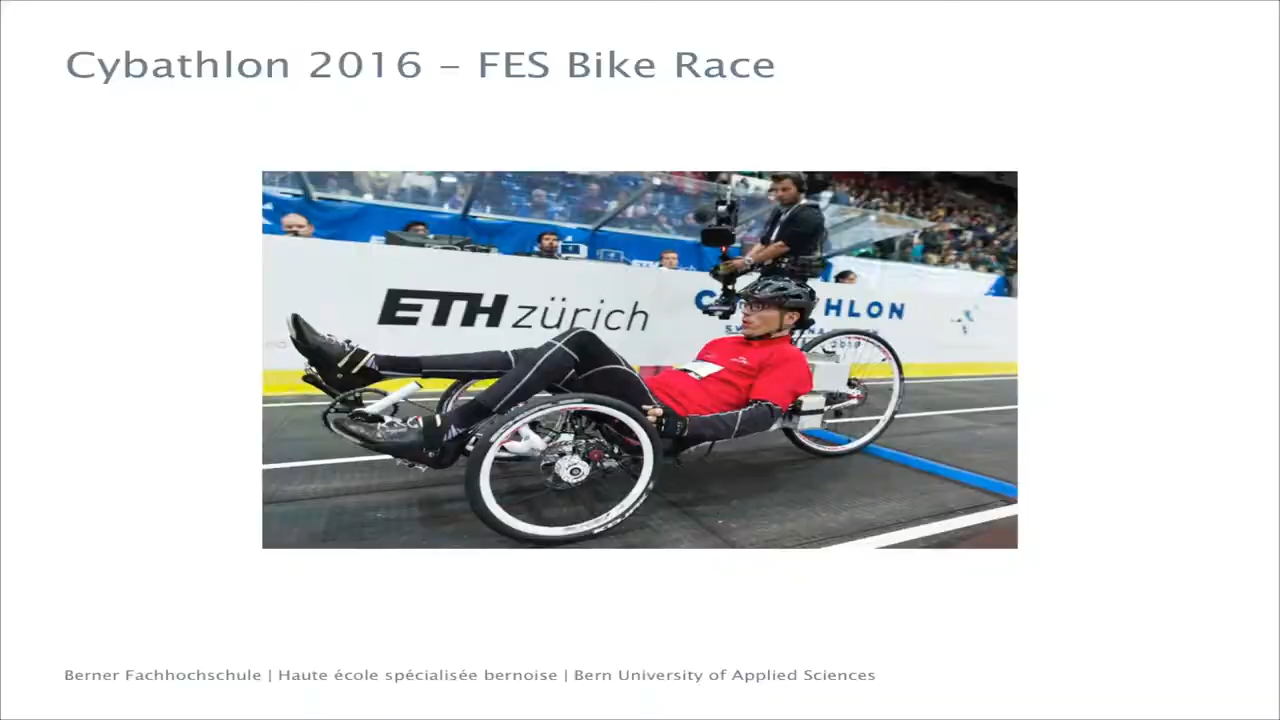 Cybathlon 2016 – FES Bike Race
ETH zürich
HLON
Berner Fachhochschule | Haute école spécialisée bernoise | Bern University of Applied Sciences